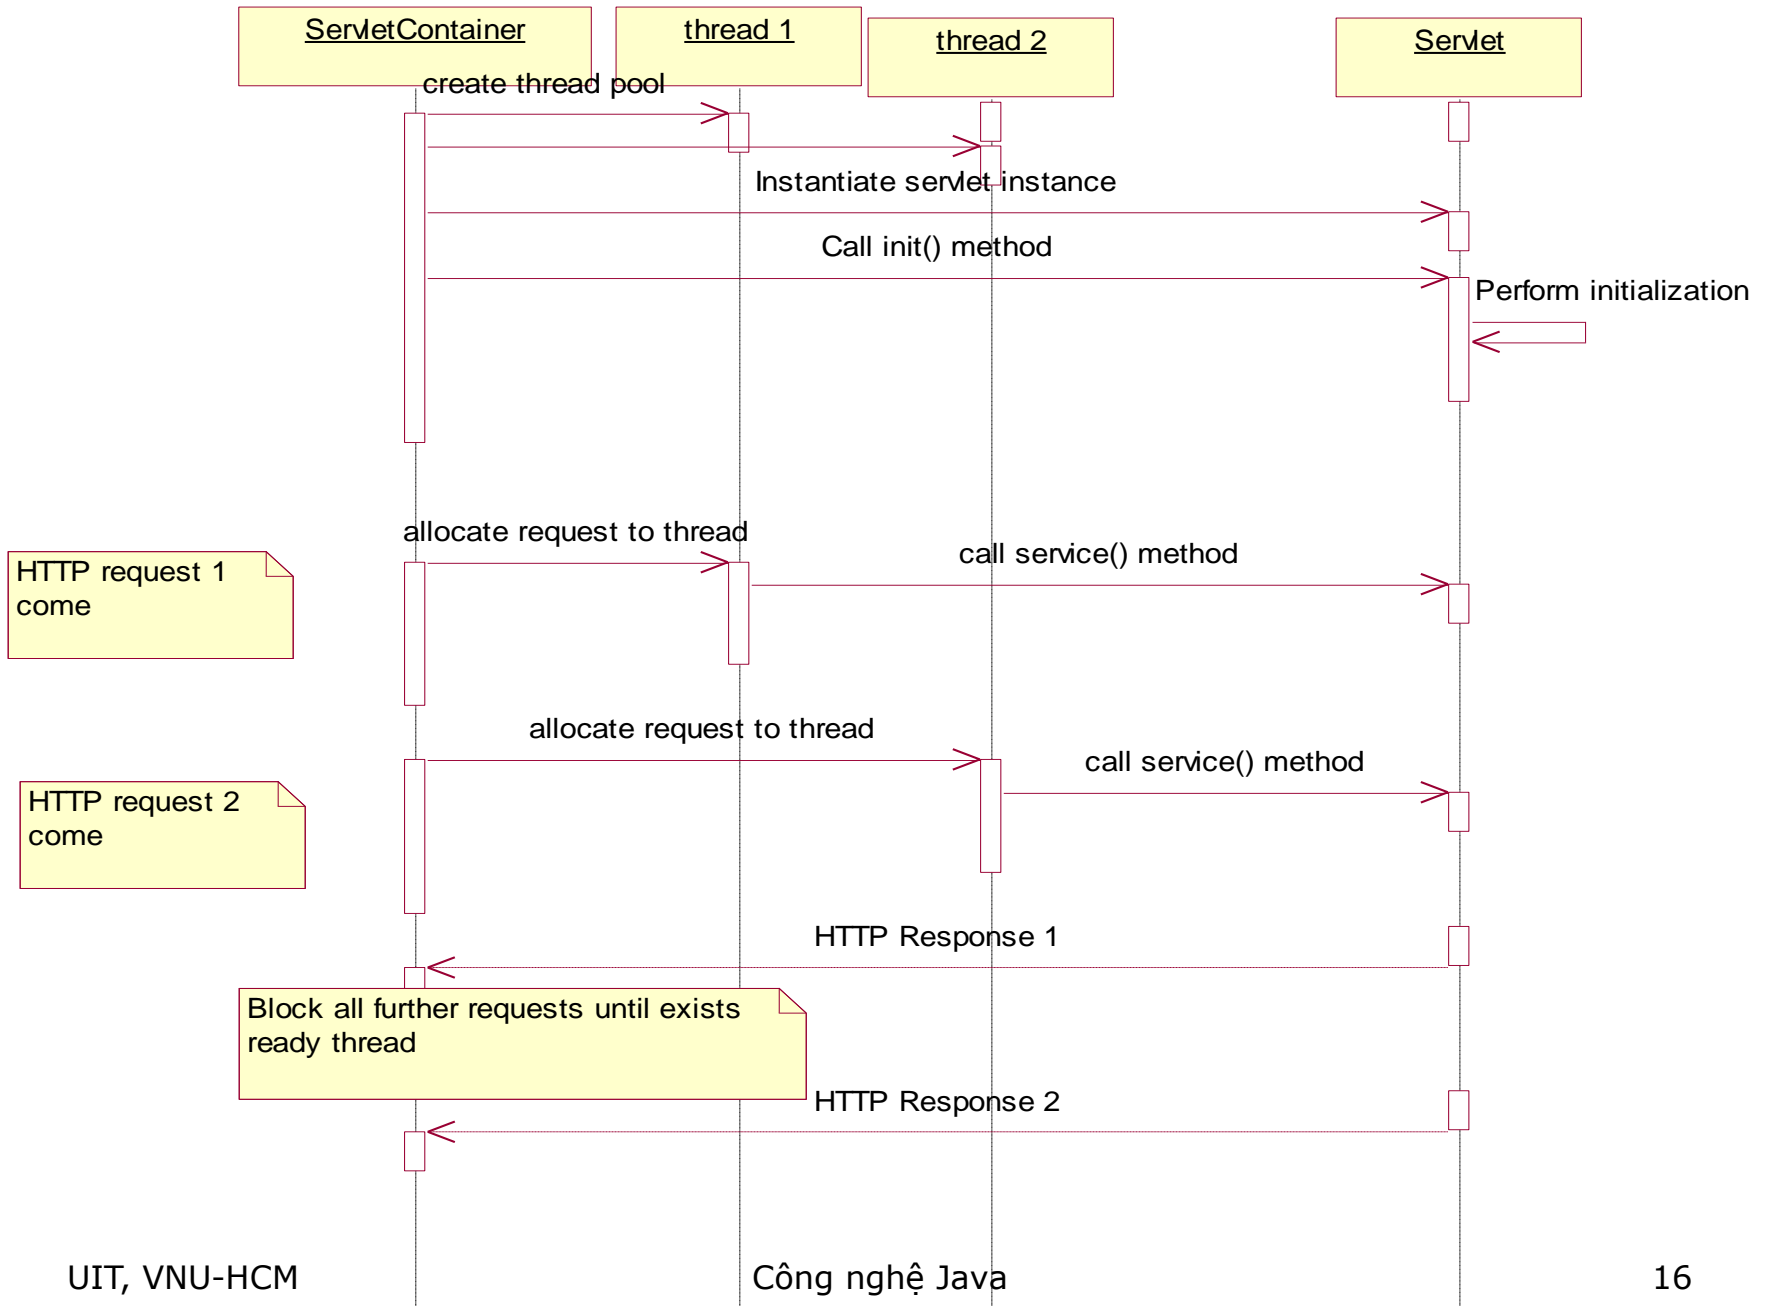 ServletContainer
thread 1
thread 2
Servlet
create thread pool
Instantiate servlet instance
Call init() method
Perform initialization
allocate request to thread
call service() method
HTTP request 1
come
allocate request to thread
call service() method
HTTP request 2
come
HTTP Response 1
Block all further requests until exists
ready thread
HTTP Response 2
UIT, VNU-HCM
Công nghệ Java
16